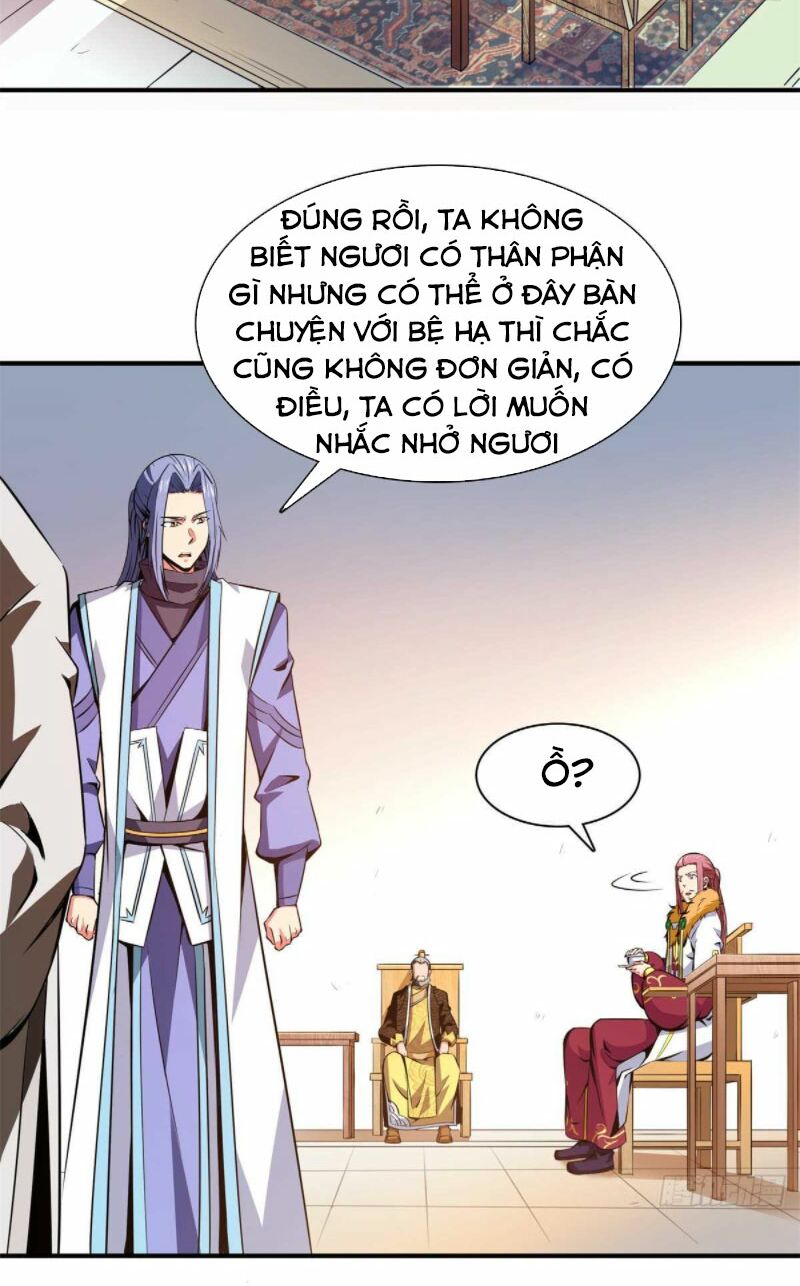 ĐÚNG RỒI, TA KHÔNG
BIẾT NGƯƠI CÓ THÂN PHẬN
GÌ NHƯNG CÓ THỂ Ở ĐÂY BÀN
CHUYỆN VỚI BỆ HẠ THÌ CHẮC
CŨNG KHÔNG ĐƠN GIẢN, CÓ
ĐIỀU, TA CÓ LỜI MUỐN
NHẮC NHỞ NGƯƠI
Ồ?